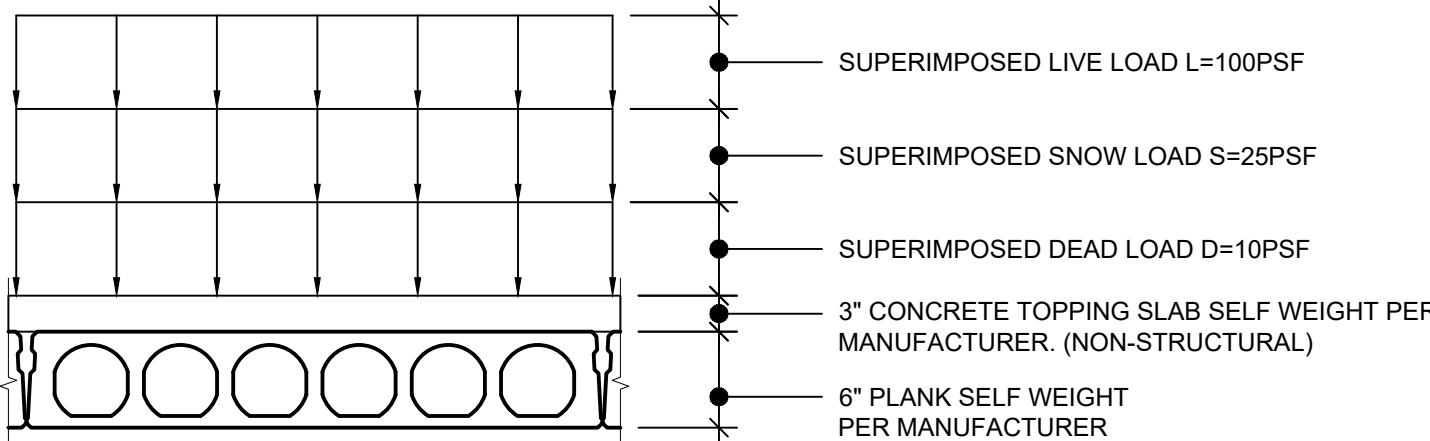 SUPERIMPOSED LIVE LOAD L=100PSF
SUPERIMPOSED SNOW LOAD S=25PSF
SUPERIMPOSED DEAD LOAD D=10PSF
3" CONCRETE TOPPING SLAB SELF WEIGHT PER
MANUFACTURER. (NON-STRUCTURAL)
6" PLANK SELF WEIGHT
PER MANUFACTURER